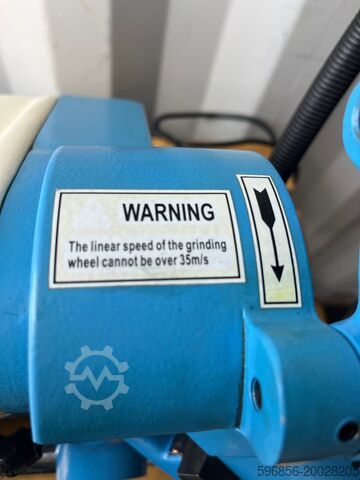 WARNING
The linear speed of the grinding
wheel cannot be over 35m/s
596856-20028205